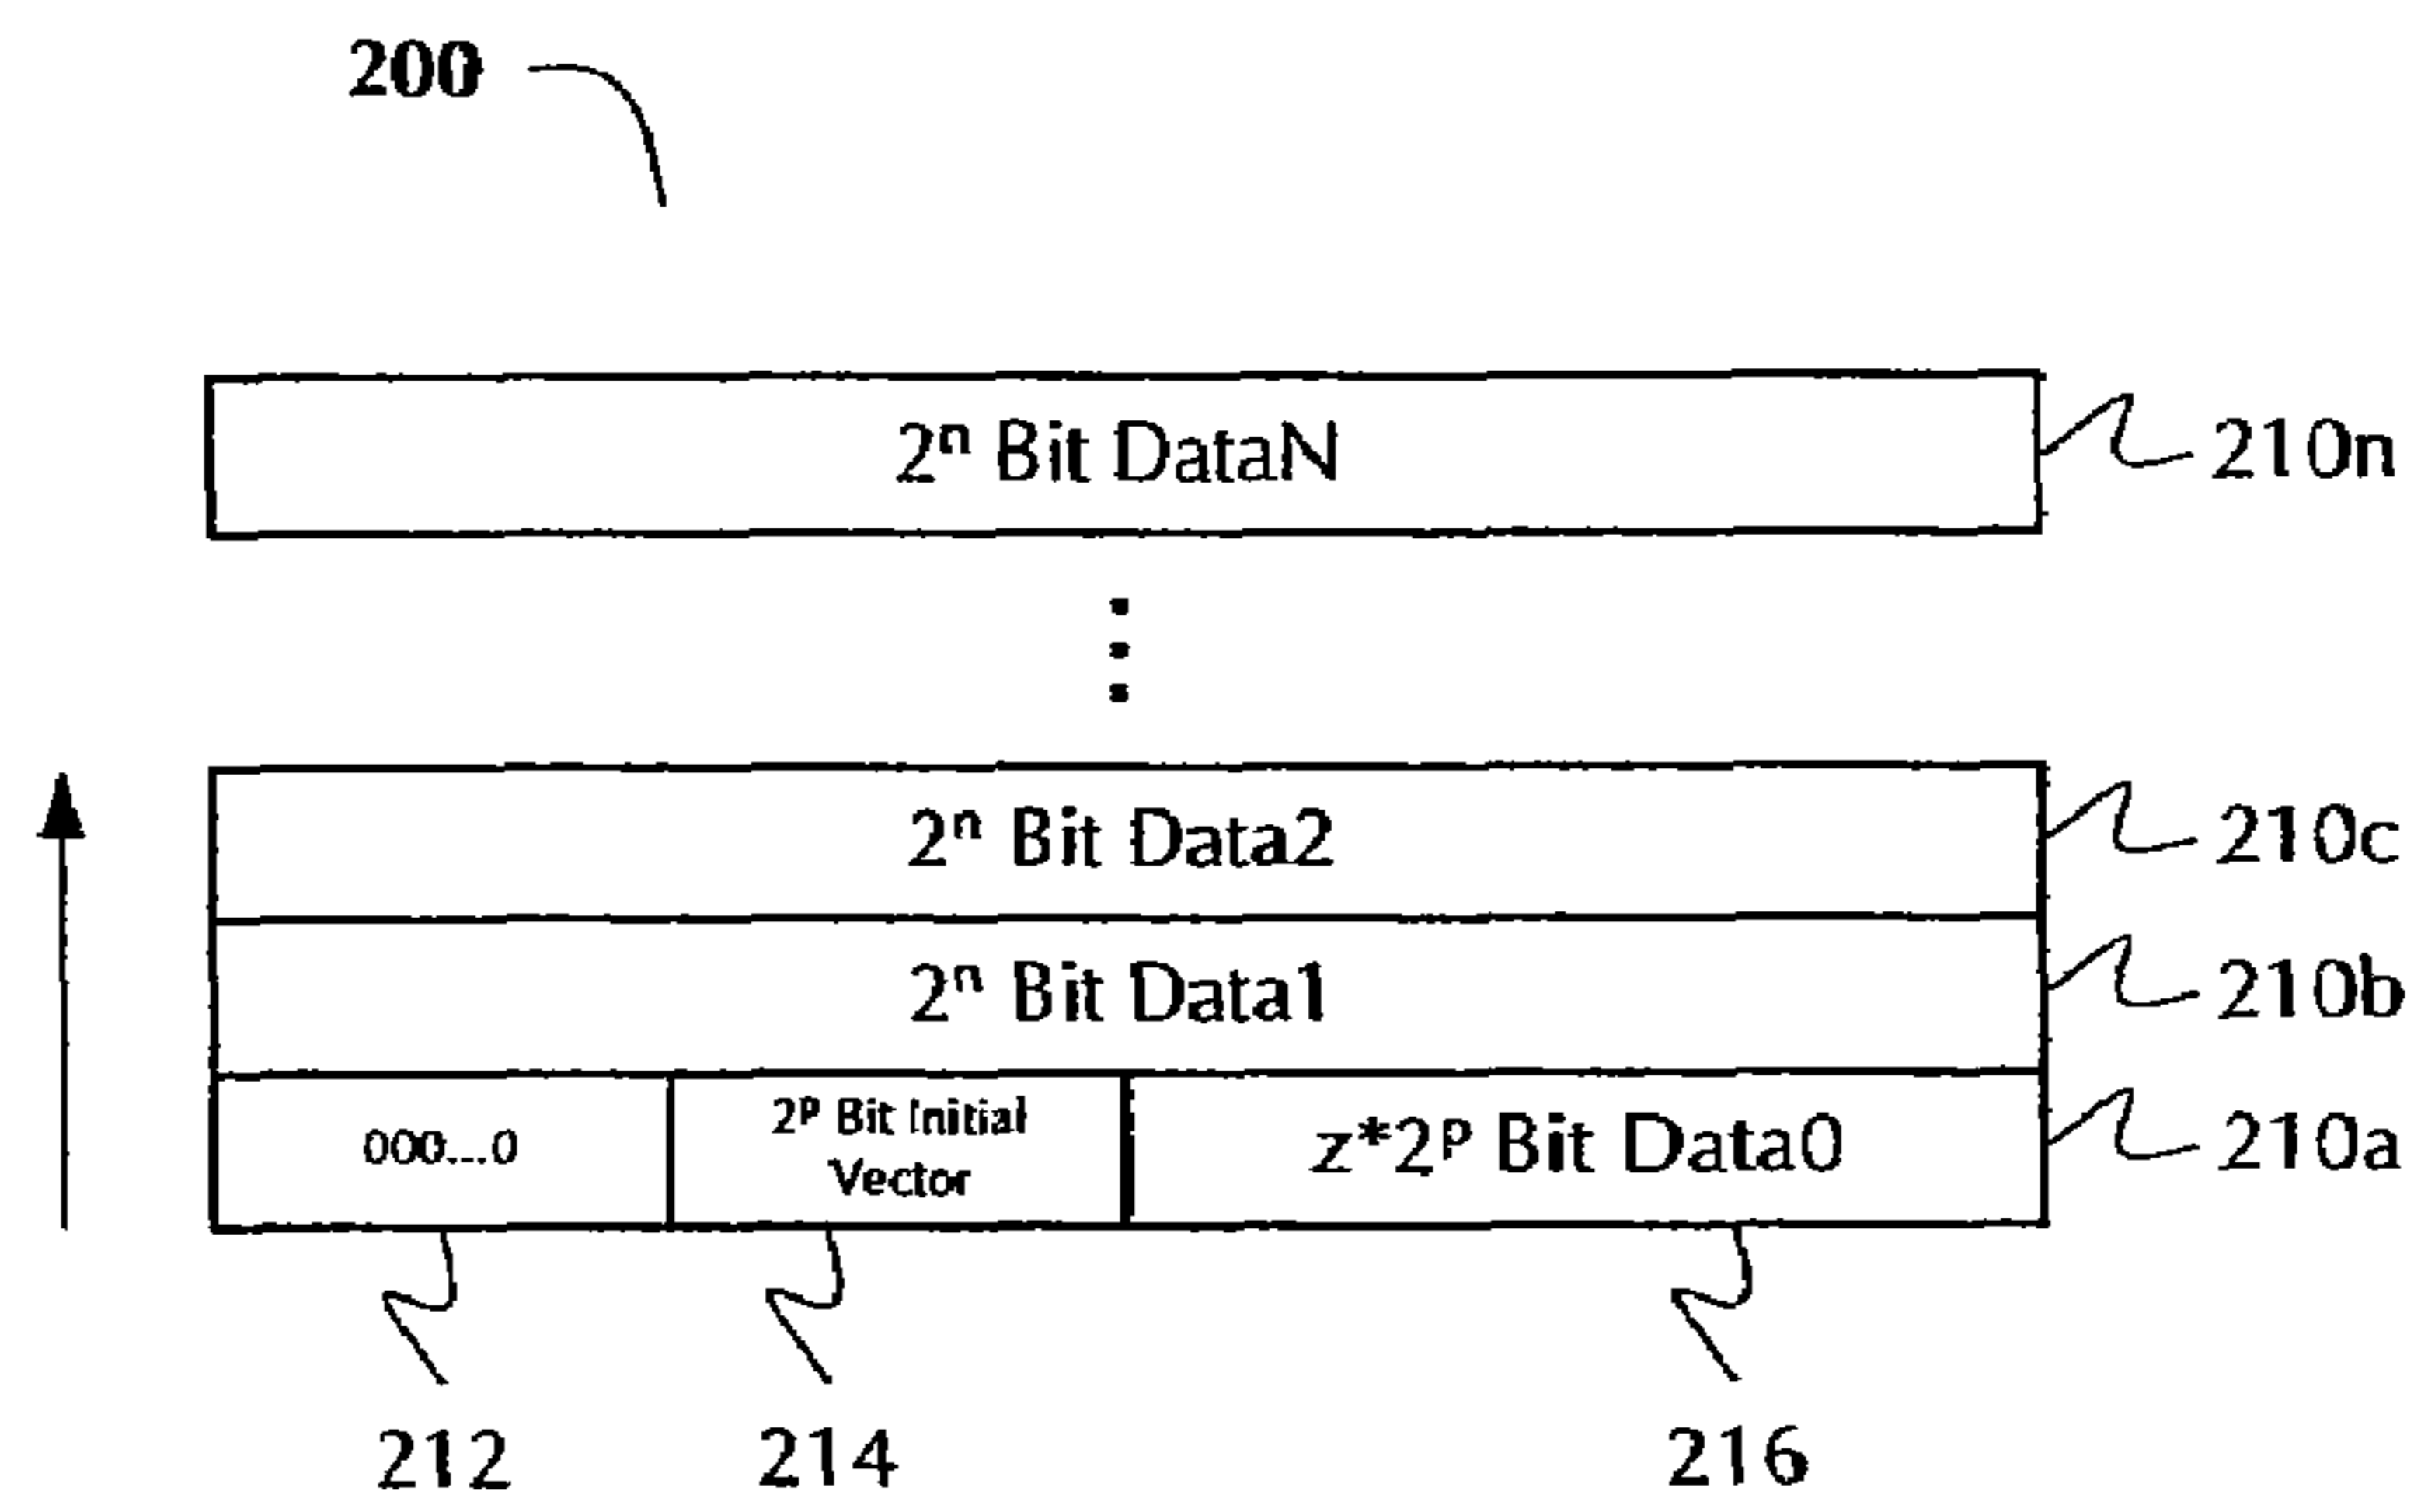 200
2ⁿ Bit DataN
210n
2ⁿ Bit Data2
210c
2ⁿ Bit Data1
210b
000...0
2ᵖ Bit Initial
Vector
z*2ᵖ Bit Data0
210a
212
214
216